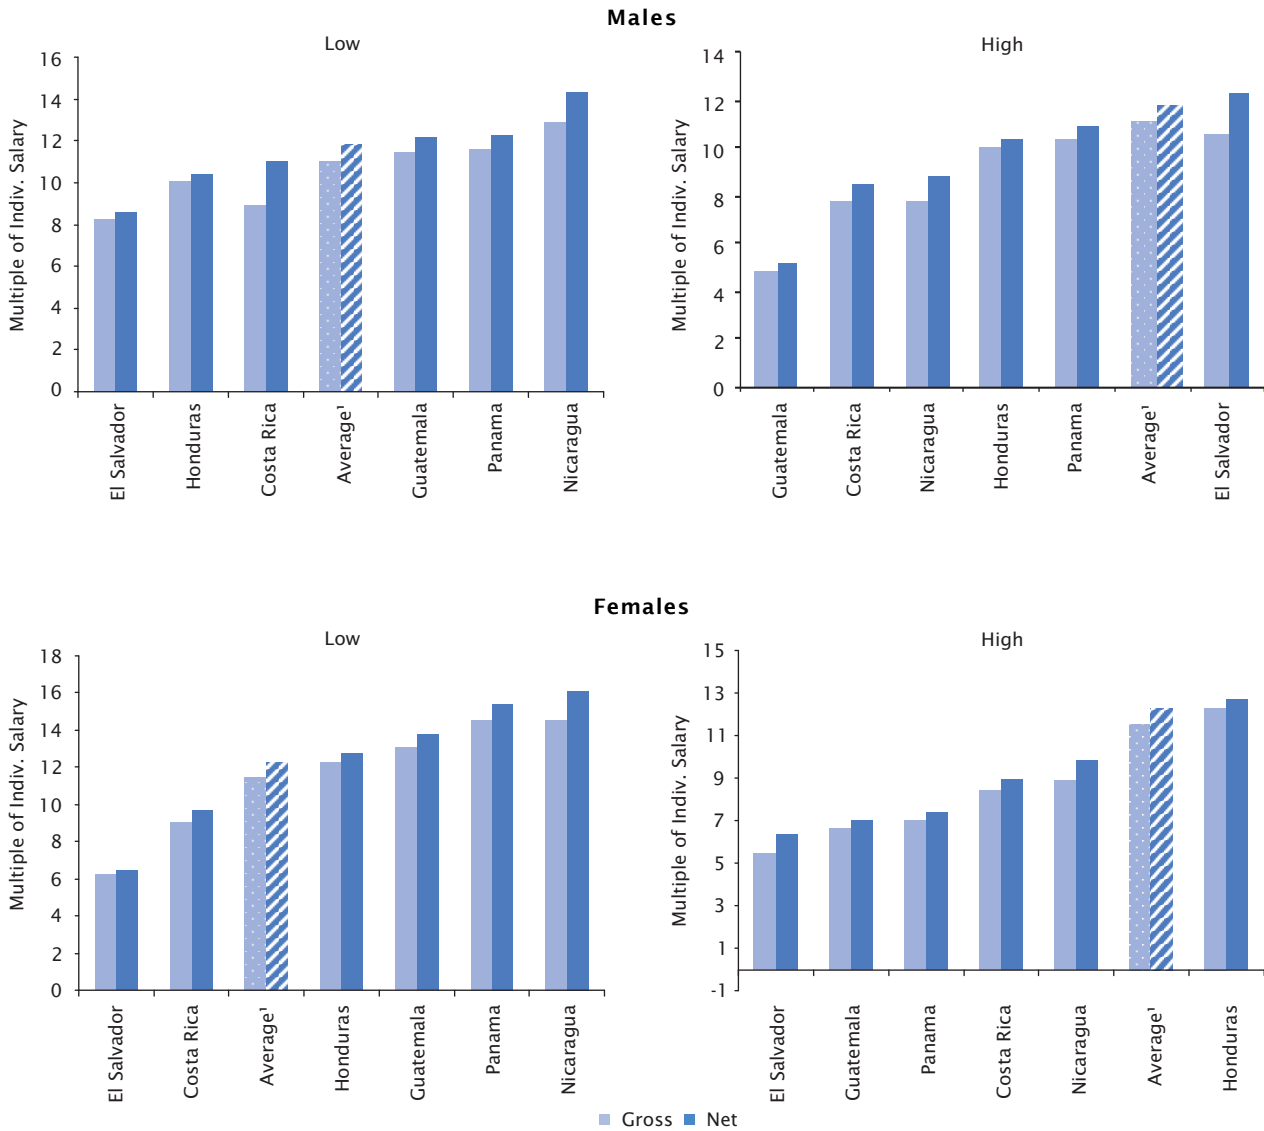 Males
Low
Multiple of Indiv. Salary
16
14
12
10
8
6
4
2
0
El Salvador
Honduras
Costa Rica
Average¹
Guatemala
Panama
Nicaragua
High
Multiple of Indiv. Salary
14
12
10
8
6
4
2
0
Guatemala
Costa Rica
Nicaragua
Honduras
Panama
Average¹
El Salvador
Females
Low
Multiple of Indiv. Salary
18
16
14
12
10
8
6
4
2
0
El Salvador
Costa Rica
Average¹
Honduras
Guatemala
Panama
Nicaragua
High
Multiple of Indiv. Salary
15
13
11
9
7
5
3
1
-1
El Salvador
Guatemala
Panama
Costa Rica
Nicaragua
Average¹
Honduras
Gross Net